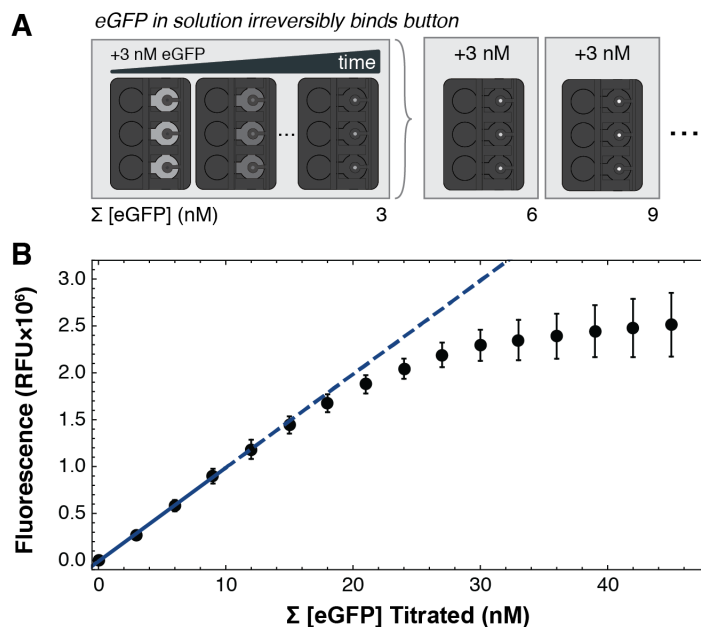 A
eGFP in solution irreversibly binds button
+3 nM eGFP
time
+3 nM
+3 nM
...
...
Σ [eGFP] (nM)
3
6
9
B
Fluorescence (RFU×10⁶)
3.0
2.5
2.0
1.5
1.0
0.5
0.0
0
10
20
30
40
Σ [eGFP] Titrated (nM)